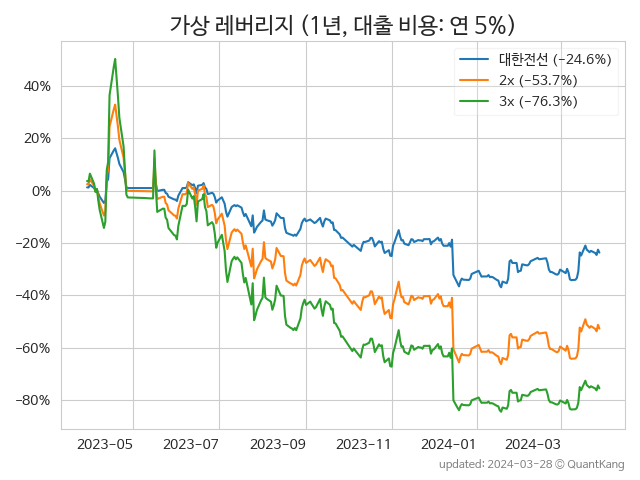 가상 레버리지 (1년, 대출 비용: 연 5%)
대한전선 (−24.6%)
2x (−53.7%)
3x (−76.3%)
40%
20%
0%
−20%
−40%
−60%
−80%
2023-05 2023-07 2023-09 2023-11 2024-01 2024-03
updated: 2024-03-28 © QuantKang